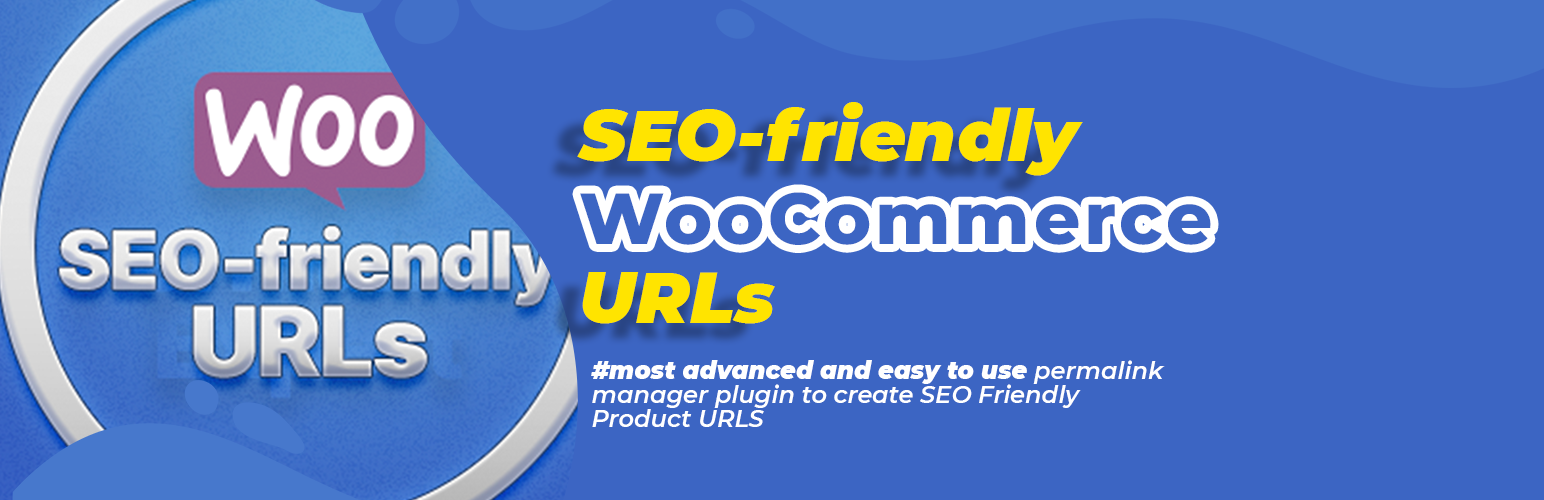 Woo
SEO-friendly
URLs
SEO-friendly
WooCommerce
URLs
#most advanced and easy to use permalink
manager plugin to create SEO Friendly
Product URLS